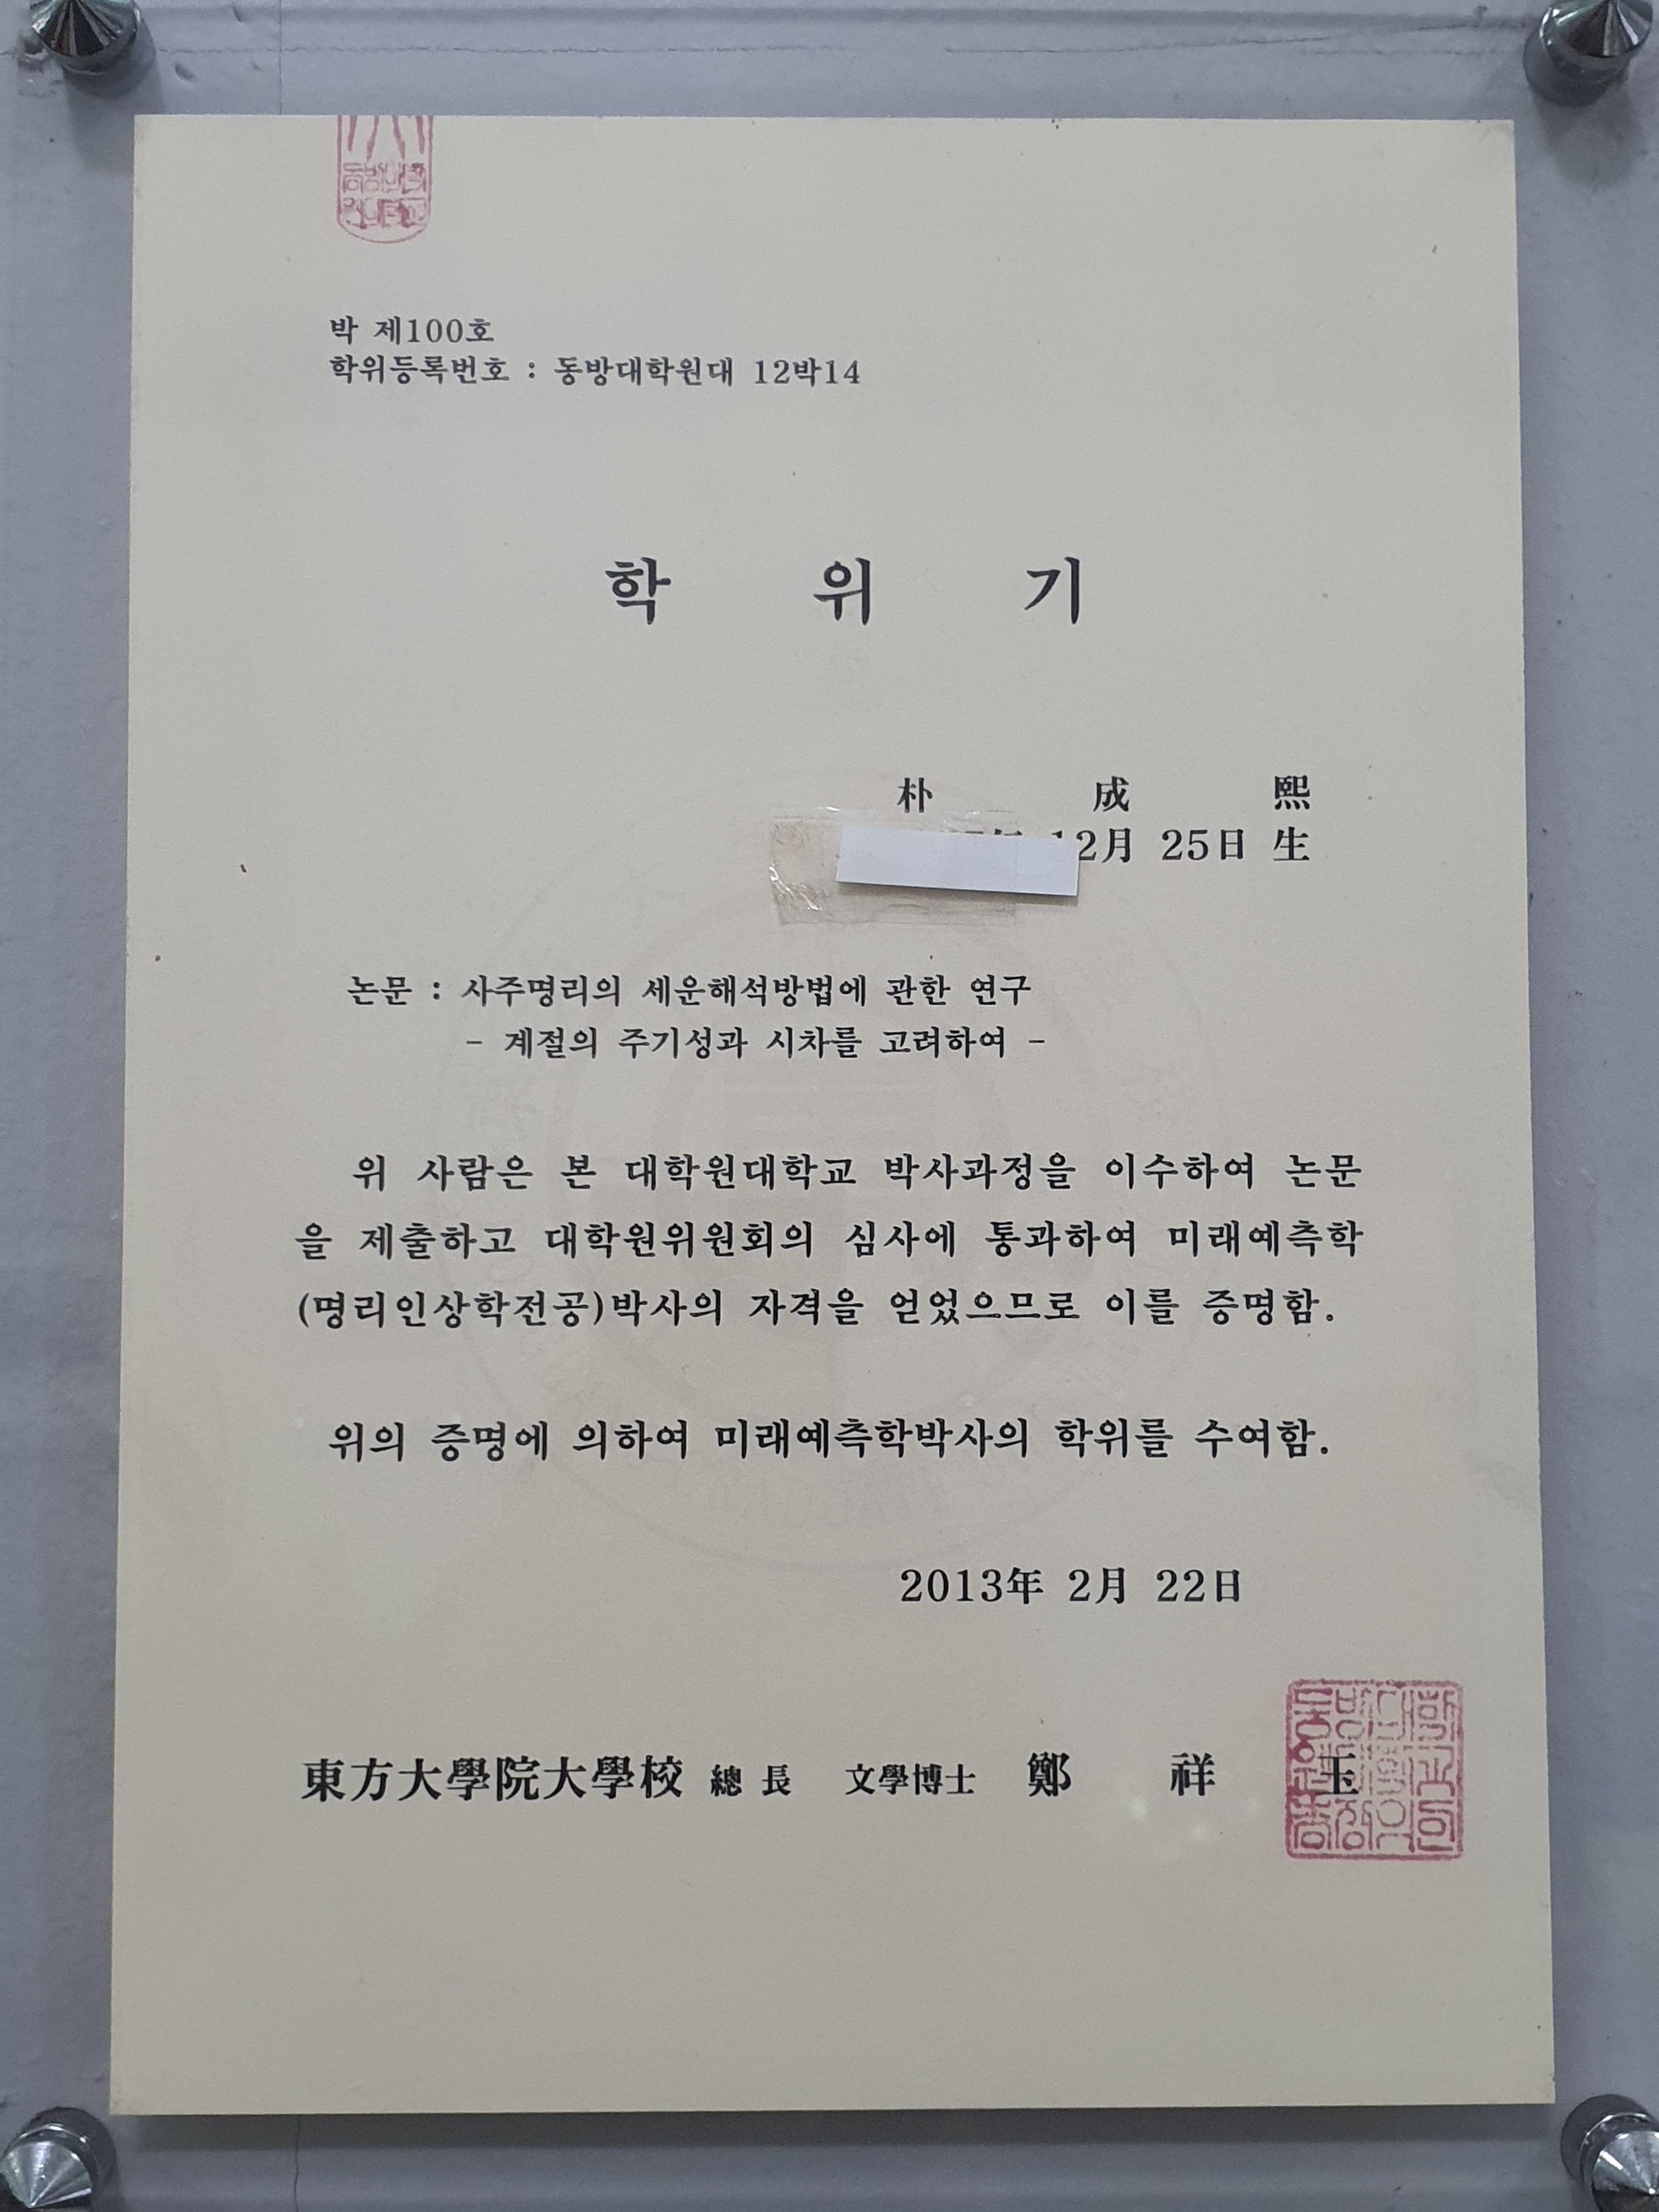 박 제100호
학위등록번호 : 동방대학원대 12박14
학 위 기
朴 成 熙
12月 25日 生
논문 : 사주명리의 세운해석방법에 관한 연구
- 계절의 주기성과 시차를 고려하여 -
위 사람은 본 대학원대학교 박사과정을 이수하여 논문
을 제출하고 대학원위원회의 심사에 통과하여 미래예측학
(명리인상학전공)박사의 자격을 얻었으므로 이를 증명함.
위의 증명에 의하여 미래예측학박사의 학위를 수여함.
2013年 2月 22日
東方大學院大學校 總 長 文學博士 鄭 祥 玉